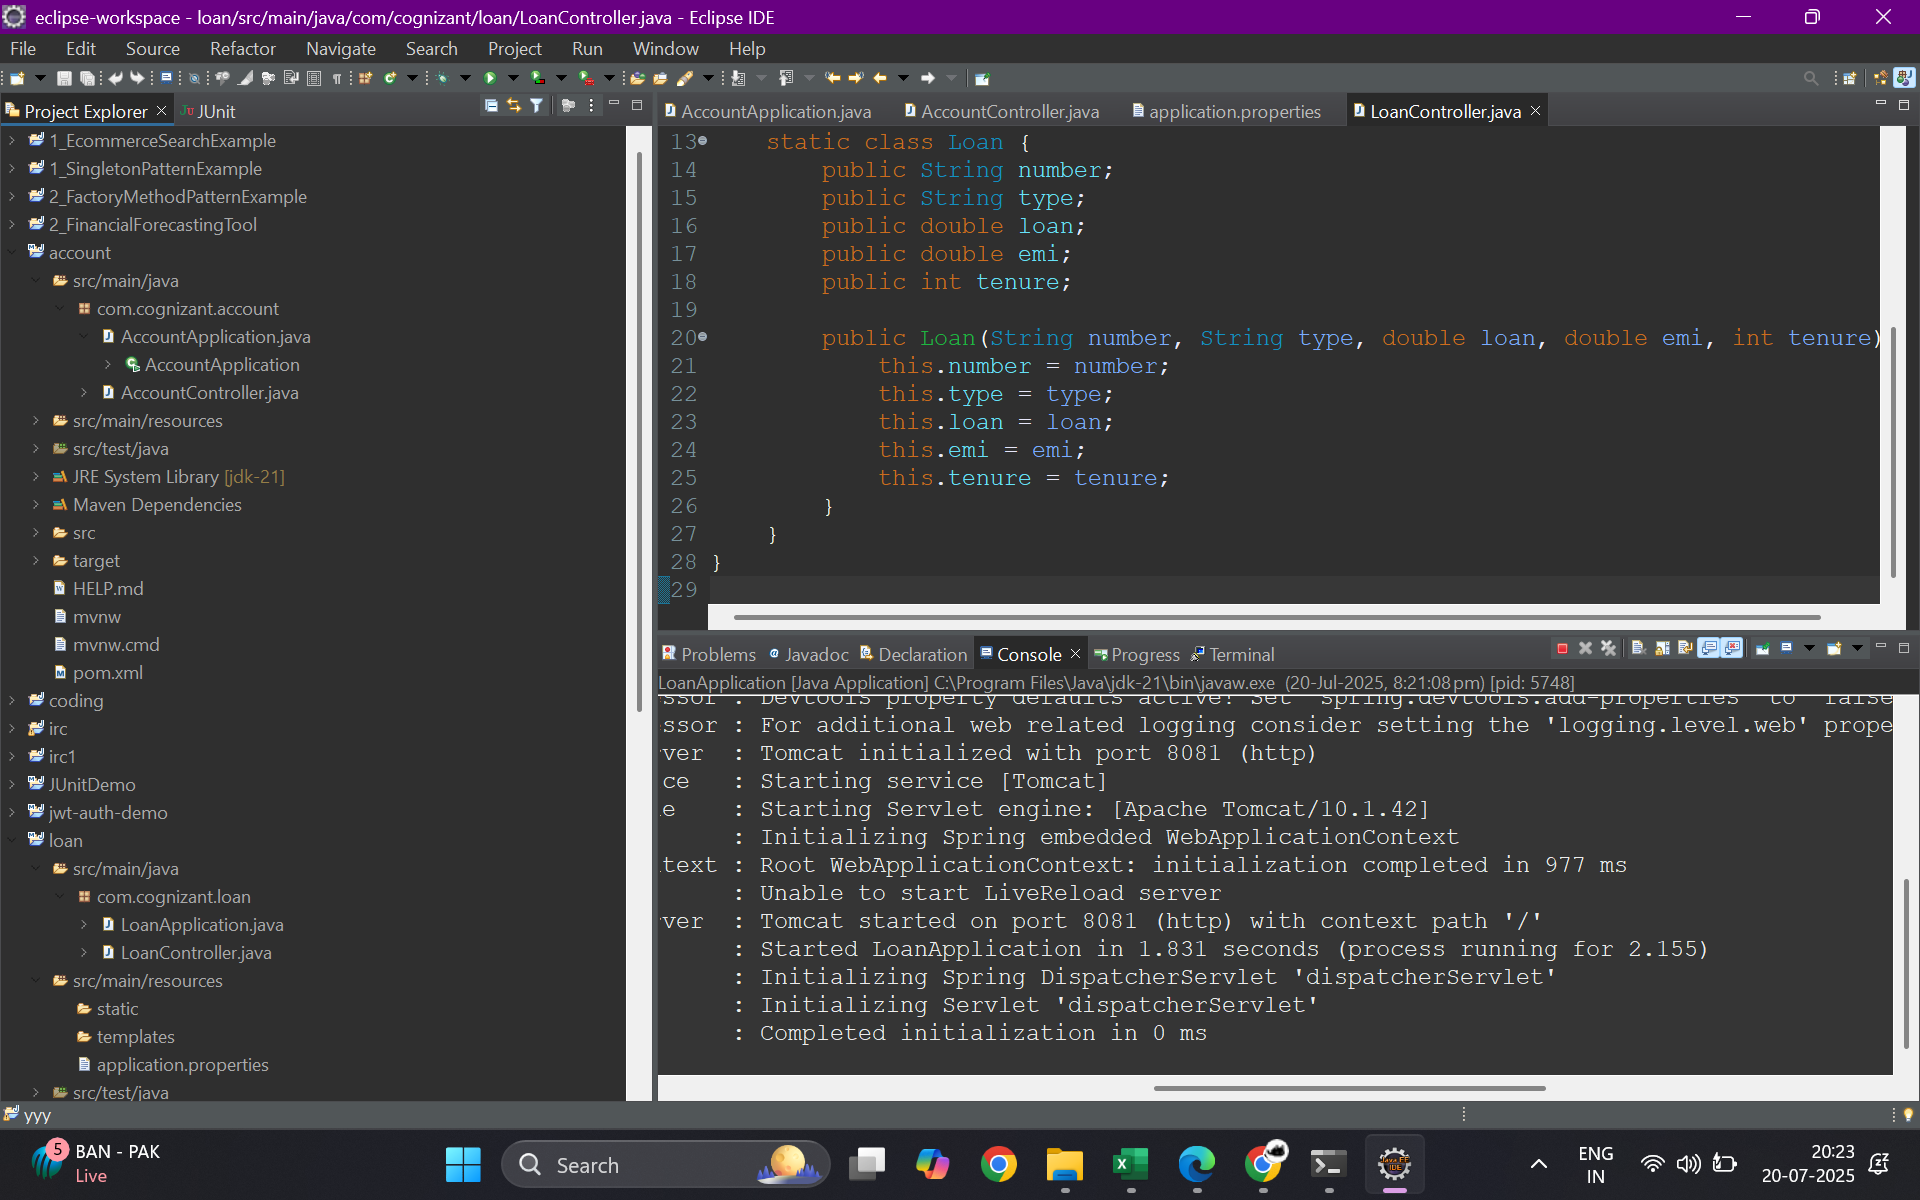 eclipse-workspace - loan/src/main/java/com/cognizant/loan/LoanController.java - Eclipse IDE
File Edit Source Refactor Navigate Search Project Run Window Help
Project Explorer
JUnit
1_EcommerceSearchExample
1_SingletonPatternExample
2_FactoryMethodPatternExample
2_FinancialForecastingTool
account
src/main/java
com.cognizant.account
AccountApplication.java
AccountApplication
AccountController.java
src/main/resources
src/test/java
JRE System Library [jdk-21]
Maven Dependencies
src
target
HELP.md
mvnw
mvnw.cmd
pom.xml
coding
irc
irc1
JUnitDemo
jwt-auth-demo
loan
src/main/java
com.cognizant.loan
LoanApplication.java
LoanController.java
src/main/resources
static
templates
application.properties
src/test/java
AccountApplication.java AccountController.java application.properties LoanController.java
13 static class Loan {
14 public String number;
15 public String type;
16 public double loan;
17 public double emi;
18 public int tenure;
19
20 public Loan(String number, String type, double loan, double emi, int tenure)
21 this.number = number;
22 this.type = type;
23 this.loan = loan;
24 this.emi = emi;
25 this.tenure = tenure;
26 }
27 }
28 }
29
Problems Javadoc Declaration Console Progress Terminal
LoanApplication [Java Application] C:\Program Files\Java\jdk-21\bin\javaw.exe (20-Jul-2025, 8:21:08 pm) [pid: 5748]
ssor : Devtools property defaults active! Set 'spring.devtools.add-properties' to 'false
ssor : For additional web related logging consider setting the 'logging.level.web' prope
ver : Tomcat initialized with port 8081 (http)
ce : Starting service [Tomcat]
e : Starting Servlet engine: [Apache Tomcat/10.1.42]
: Initializing Spring embedded WebApplicationContext
text : Root WebApplicationContext: initialization completed in 977 ms
: Unable to start LiveReload server
ver : Tomcat started on port 8081 (http) with context path '/'
: Started LoanApplication in 1.831 seconds (process running for 2.155)
: Initializing Spring DispatcherServlet 'dispatcherServlet'
: Initializing Servlet 'dispatcherServlet'
: Completed initialization in 0 ms
yyy
5
BAN - PAK
Live
Search
ENG
IN
20:23
20-07-2025